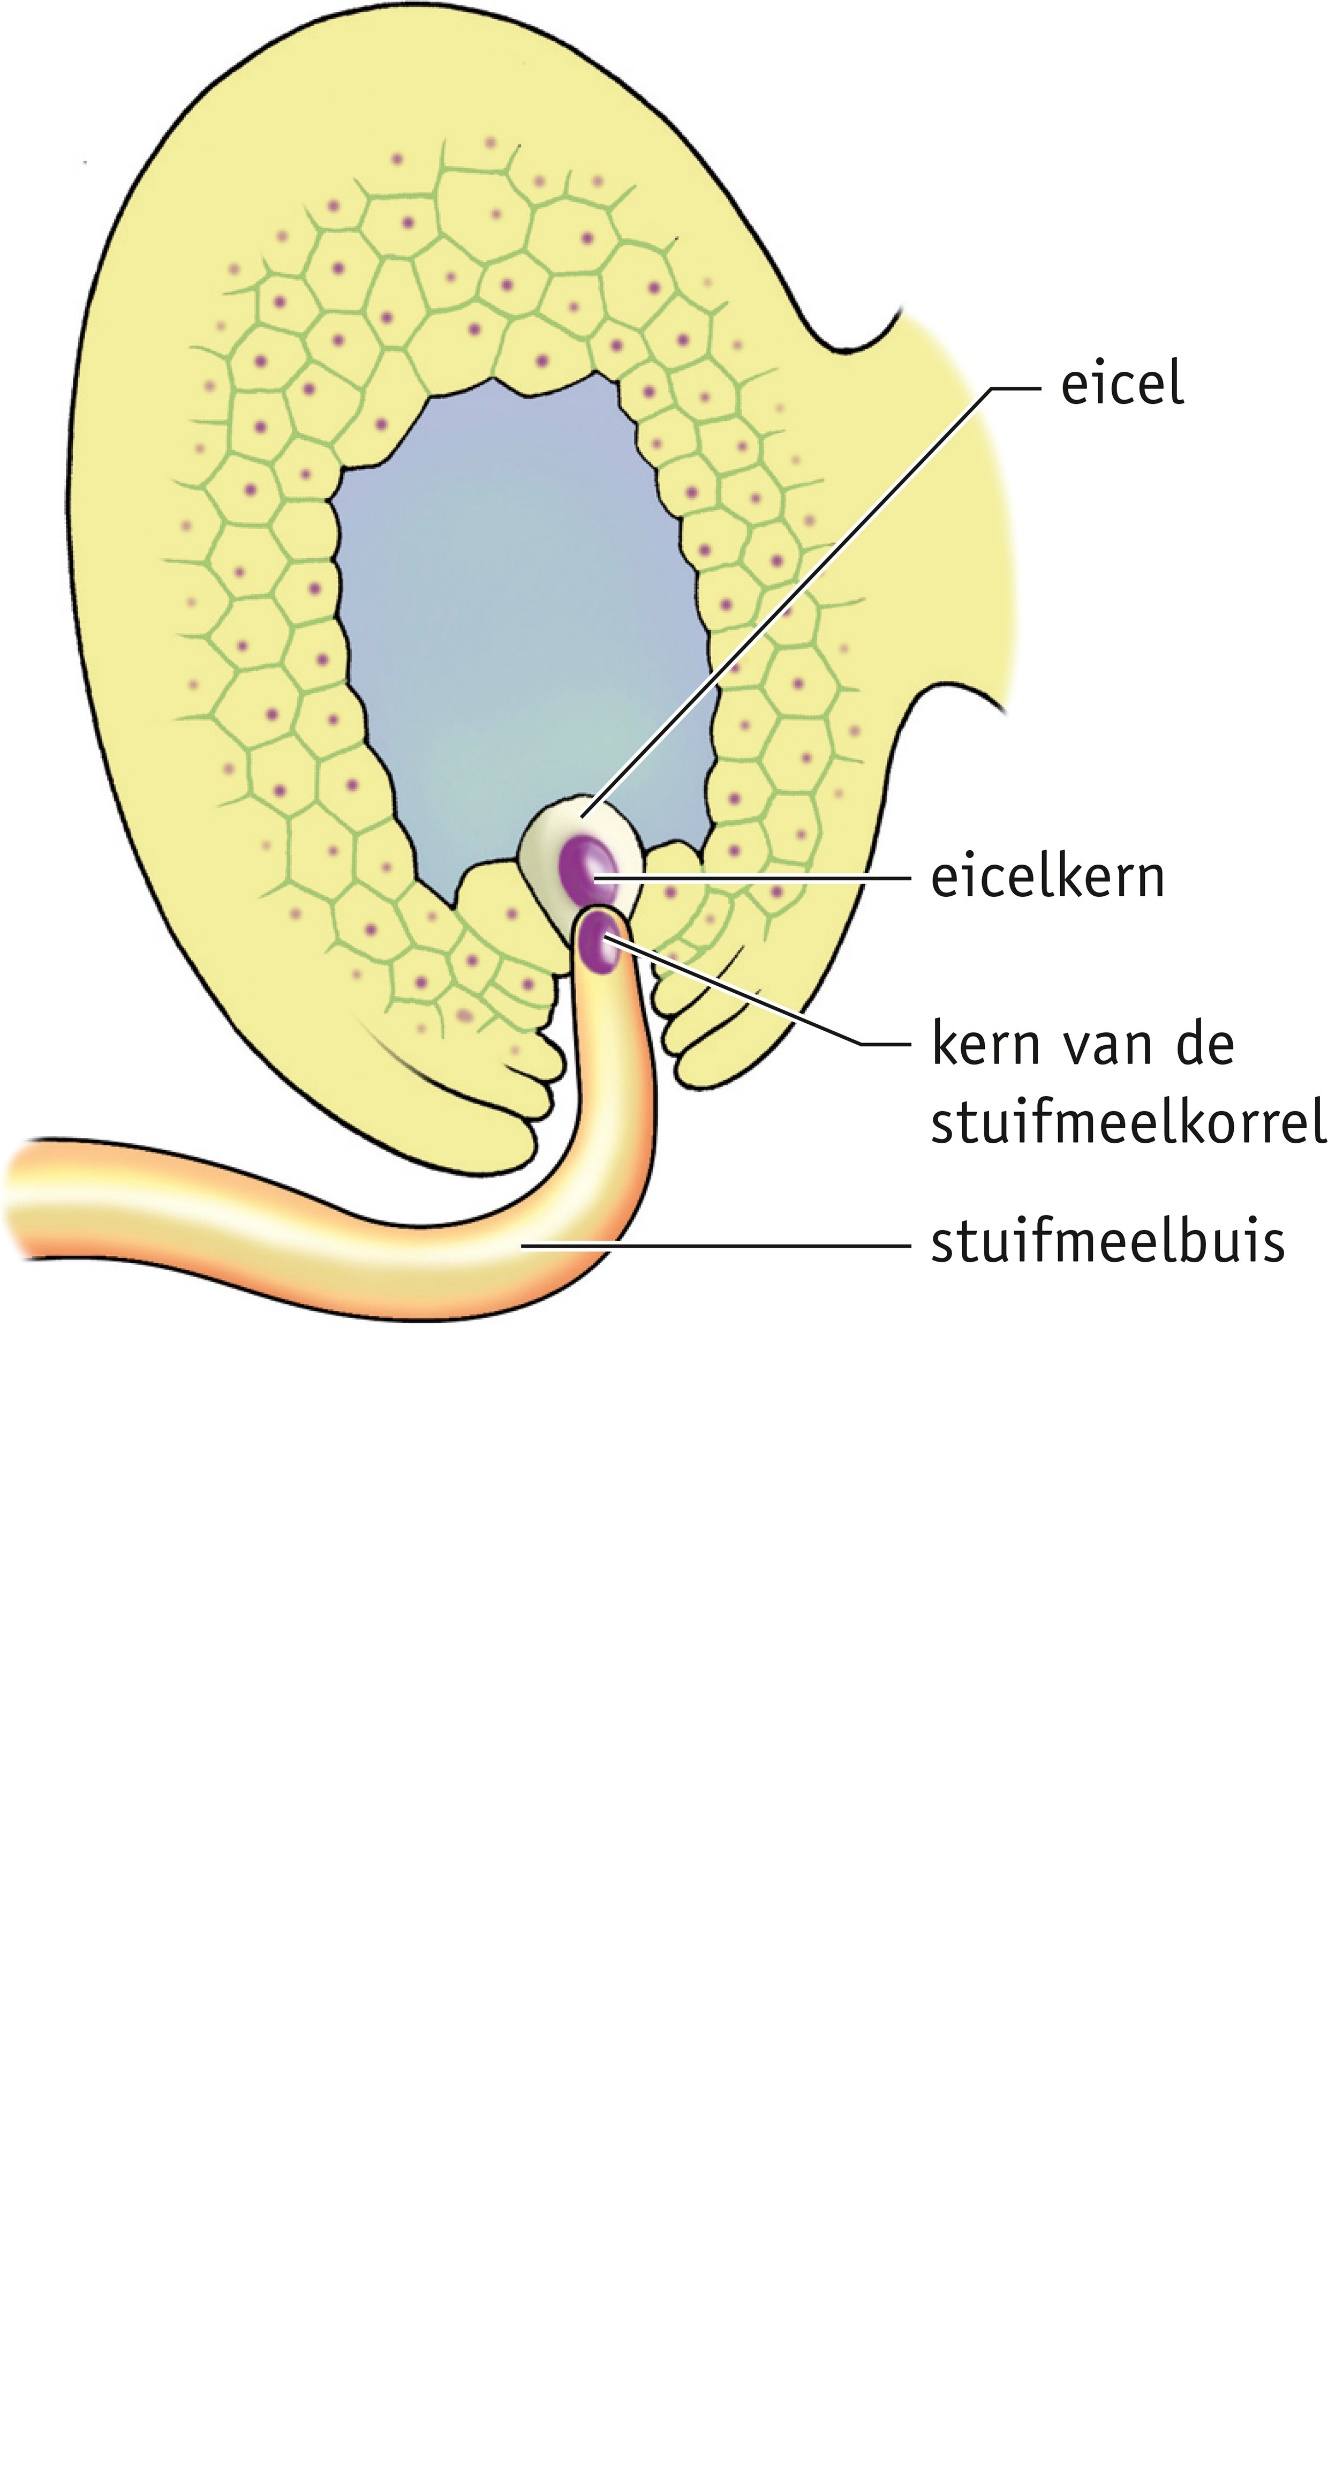 eicel
eicelkern
kern van de
stuifmeelkorrel
stuifmeelbuis